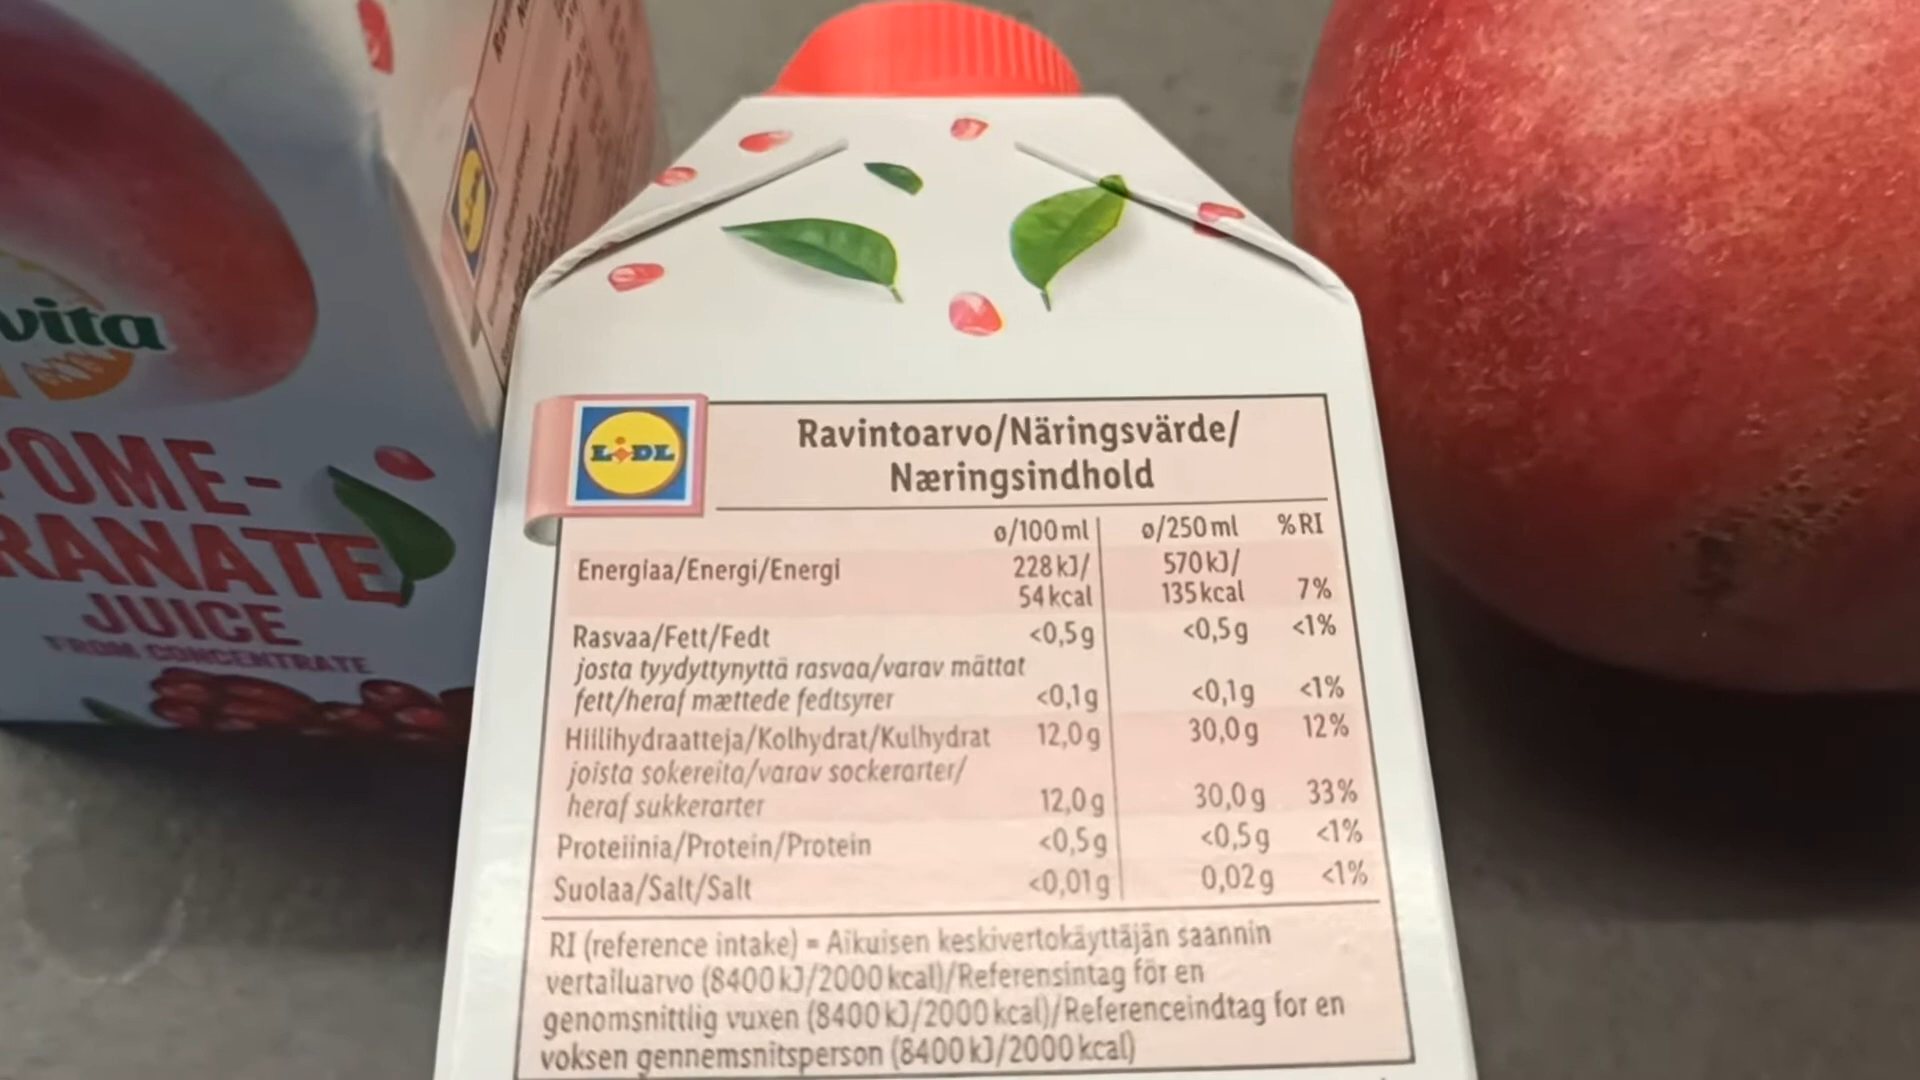 vita
POME-
RANATE
JUICE
FROM CONCENTRATE
LIDL
Ravintoarvo/Näringsvärde/
Næringsindhold
ø/100 ml ø/250 ml % RI
Energiaa/Energi/Energi 228 kJ/ 570 kJ/
54 kcal 135 kcal 7%
Rasvaa/Fett/Fedt <0,5 g <0,5 g <1%
josta tyydyttynyttä rasvaa/varav mättat
fett/heraf mættede fedtsyrer <0,1 g <0,1 g <1%
Hiilihydraatteja/Kolhydrat/Kulhydrat 12,0 g 30,0 g 12%
joista sokereita/varav sockerarter/
heraf sukkerarter 12,0 g 30,0 g 33%
Proteiinia/Protein/Protein <0,5 g <0,5 g <1%
Suolaa/Salt/Salt <0,01 g 0,02 g <1%
RI (reference intake) = Aikuisen keskivertokäyttäjän saannin
vertailuarvo (8400 kJ/2000 kcal)/Referensintag för en
genomsnittlig vuxen (8400 kJ/2000 kcal)/Referenceindtag for en
voksen gennemsnitsperson (8400 kJ/2000 kcal)